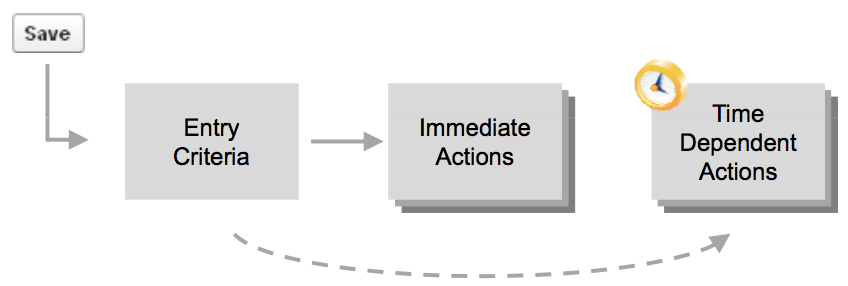 Save
Entry
Criteria
Immediate
Actions
Time
Dependent
Actions